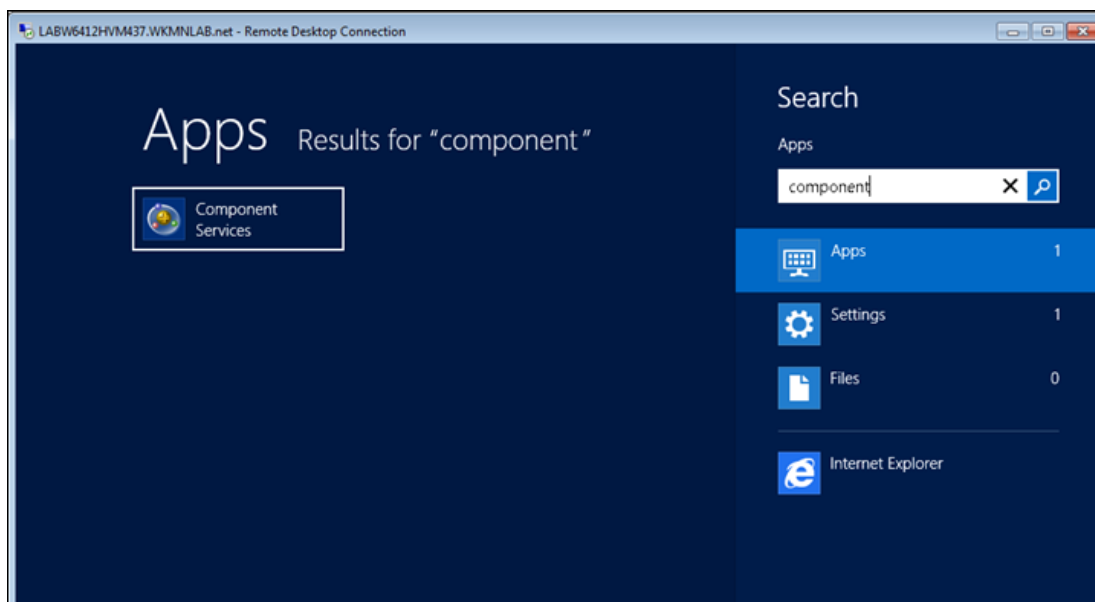 LABW6412HVM437.WKMNLAB.net - Remote Desktop Connection
Apps Results for “component”
Component
Services
Search
Apps
component
Apps 1
Settings 1
Files 0
Internet Explorer